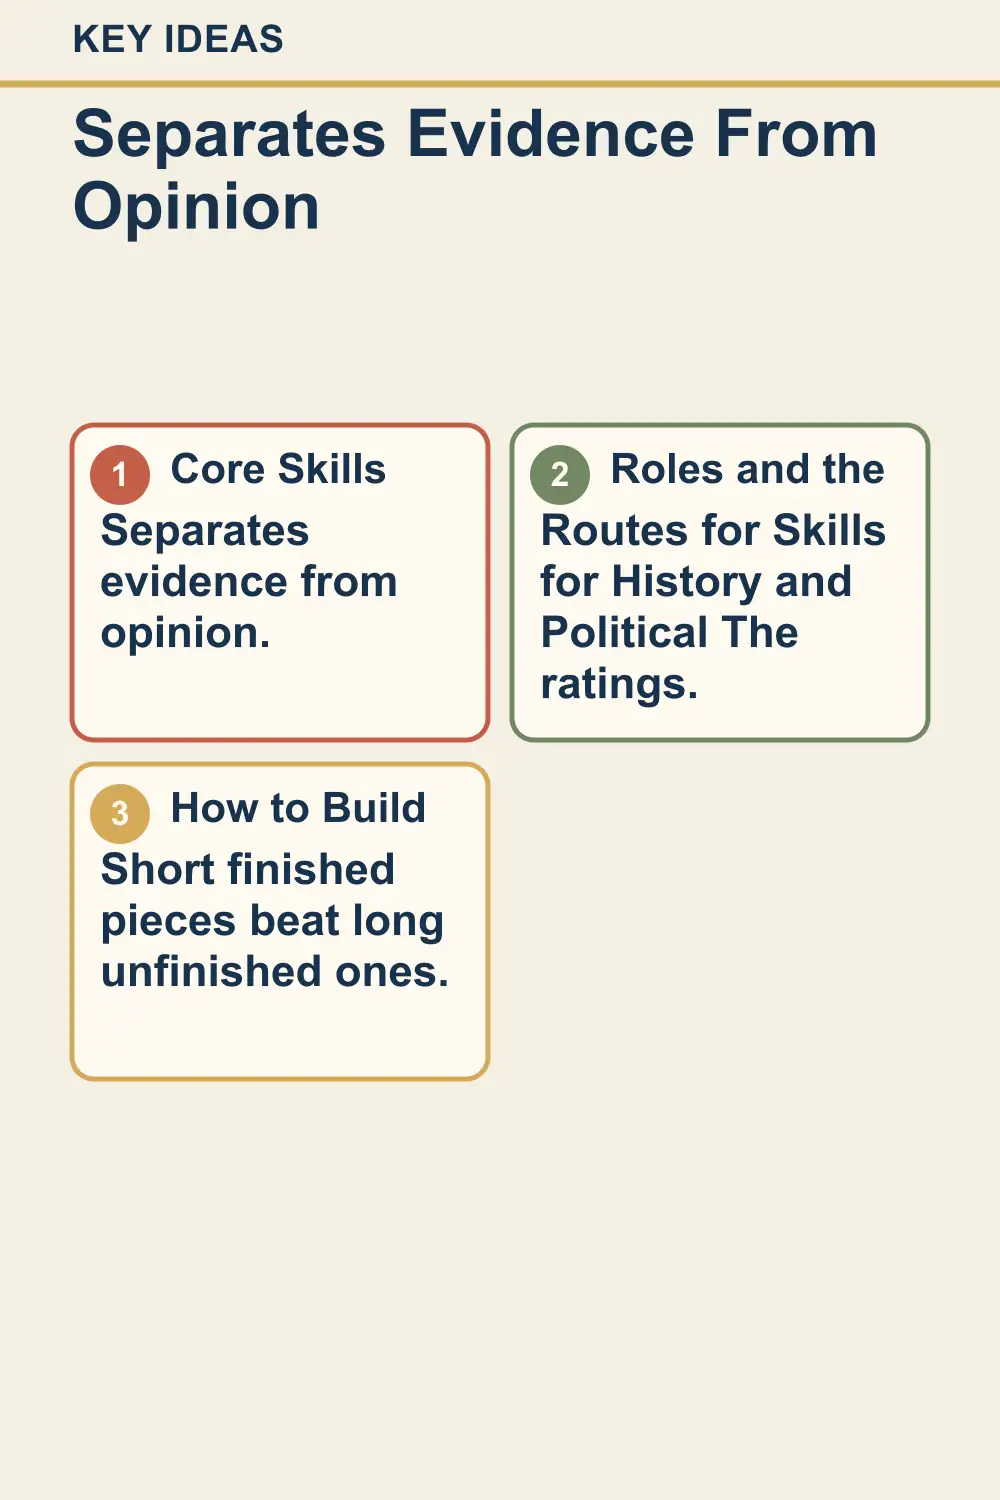 KEY IDEAS
Separates Evidence From
Opinion
1 Core Skills
Separates
evidence from
opinion.
2 Roles and the
Routes for Skills
for History and
Political The
ratings.
3 How to Build
Short finished
pieces beat long
unfinished ones.